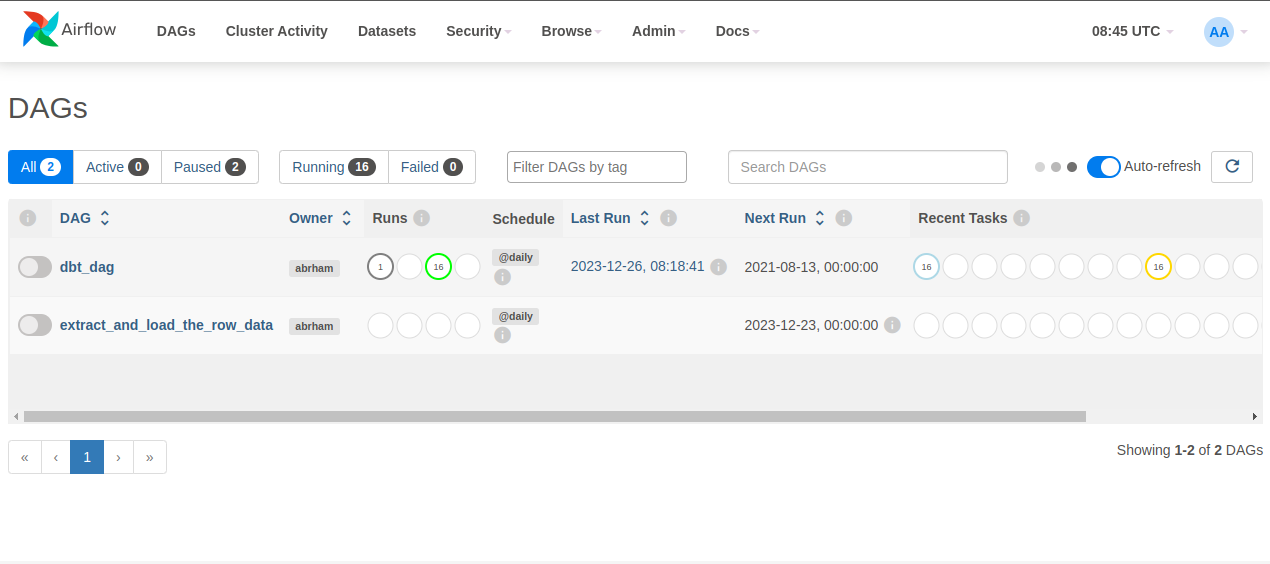 Airflow DAGs Cluster Activity Datasets Security Browse Admin Docs 08:45 UTC AA
DAGs
All 2 Active 0 Paused 2 Running 16 Failed 0 Filter DAGs by tag Search DAGs Auto-refresh
DAG Owner Runs Schedule Last Run Next Run Recent Tasks
dbt_dag abrham 1 16 @daily 2023-12-26, 08:18:41 2021-08-13, 00:00:00 16 16
extract_and_load_the_row_data abrham @daily 2023-12-23, 00:00:00
« ‹ 1 › » Showing 1-2 of 2 DAGs